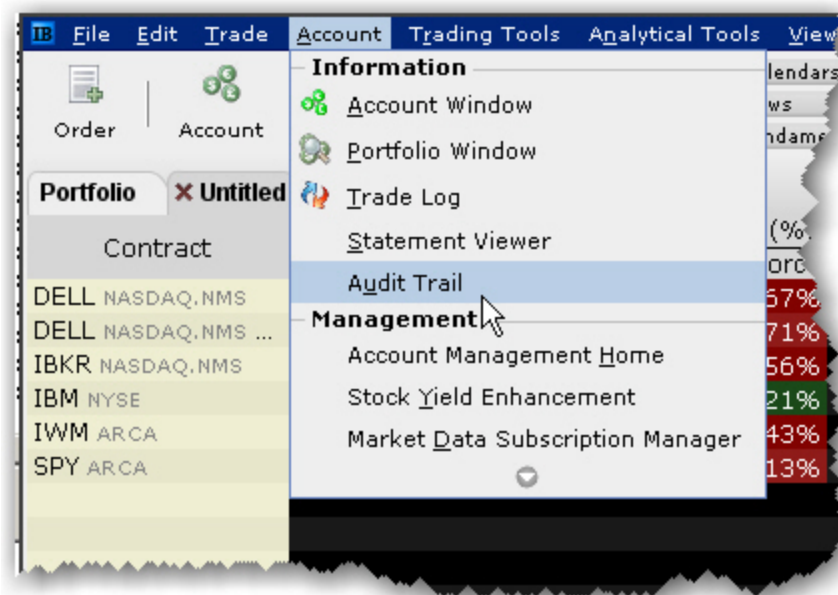 IB File Edit Trade Account Trading Tools Analytical Tools View
Information
Account Window
Portfolio Window
Trade Log
Statement Viewer
Audit Trail
Management
Account Management Home
Stock Yield Enhancement
Market Data Subscription Manager
Order Account
Portfolio Untitled
Contract
DELL NASDAQ.NMS
DELL NASDAQ.NMS ...
IBKR NASDAQ.NMS
IBM NYSE
IWM ARCA
SPY ARCA
(%
67%
71%
56%
21%
43%
13%